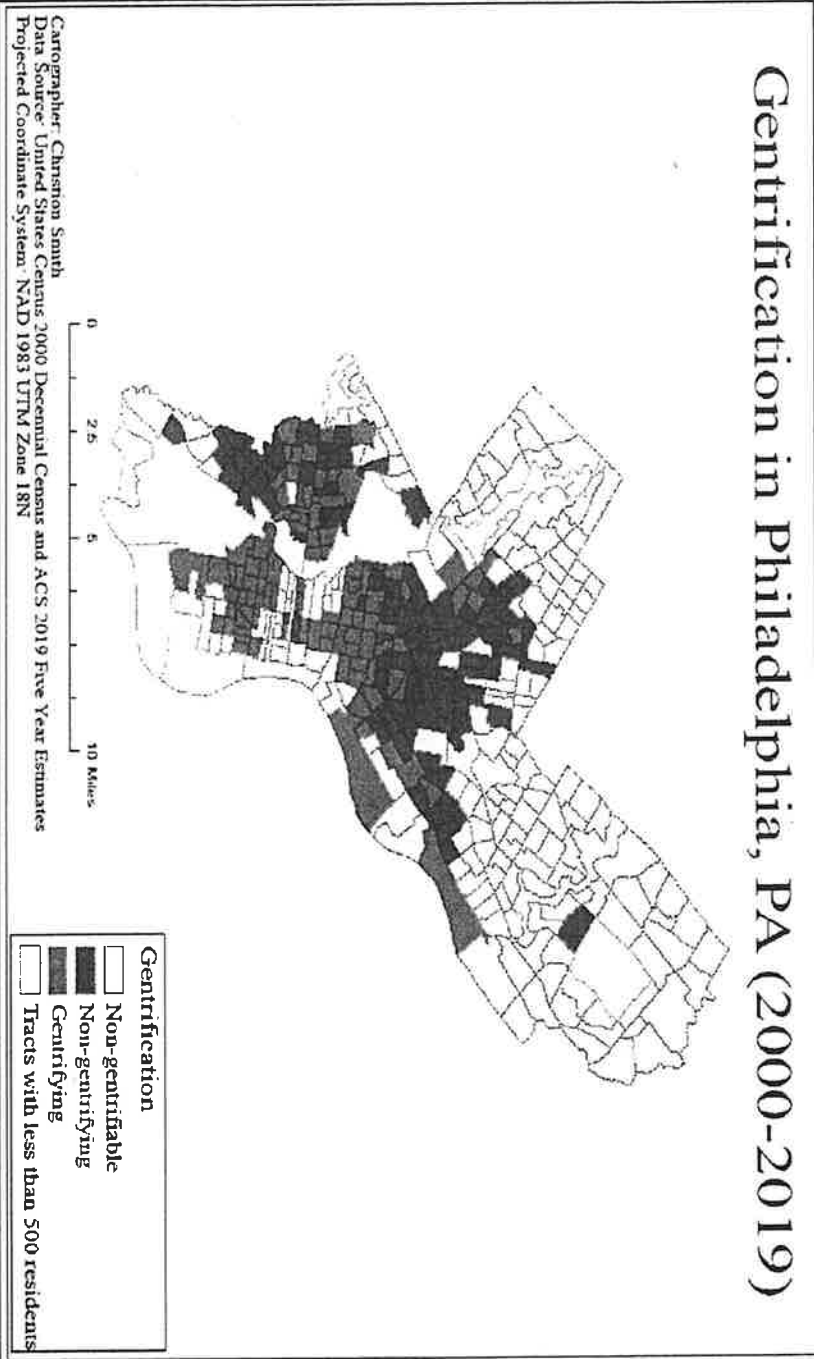 Gentrification in Philadelphia, PA (2000-2019)
0
2.5
5
10 Miles
Cartographer: Christion Smith
Data Source: United States Census 2000 Decennial Census and ACS 2019 Five Year Estimates
Projected Coordinate System: NAD 1983 UTM Zone 18N
Gentrification
Non-gentrifiable
Non-gentrifying
Gentrifying
Tracts with less than 500 residents